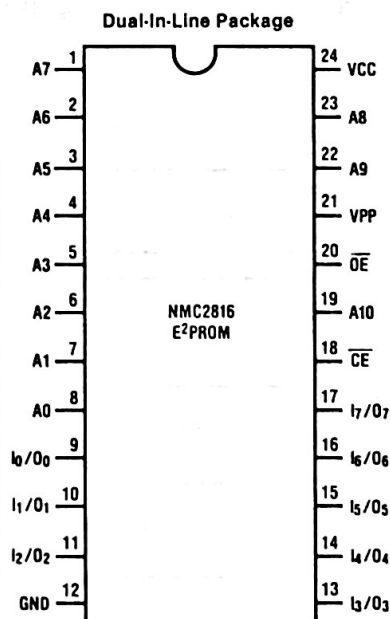 Dual-In-Line Package
A7 1 24 VCC
A6 2 23 A8
A5 3 22 A9
A4 4 21 VPP
A3 5 20 O̅E̅
A2 6 NMC2816 19 A10
E²PROM
A1 7 18 C̅E̅
A0 8 17 I₇/O₇
I₀/O₀ 9 16 I₆/O₆
I₁/O₁ 10 15 I₅/O₅
I₂/O₂ 11 14 I₄/O₄
GND 12 13 I₃/O₃